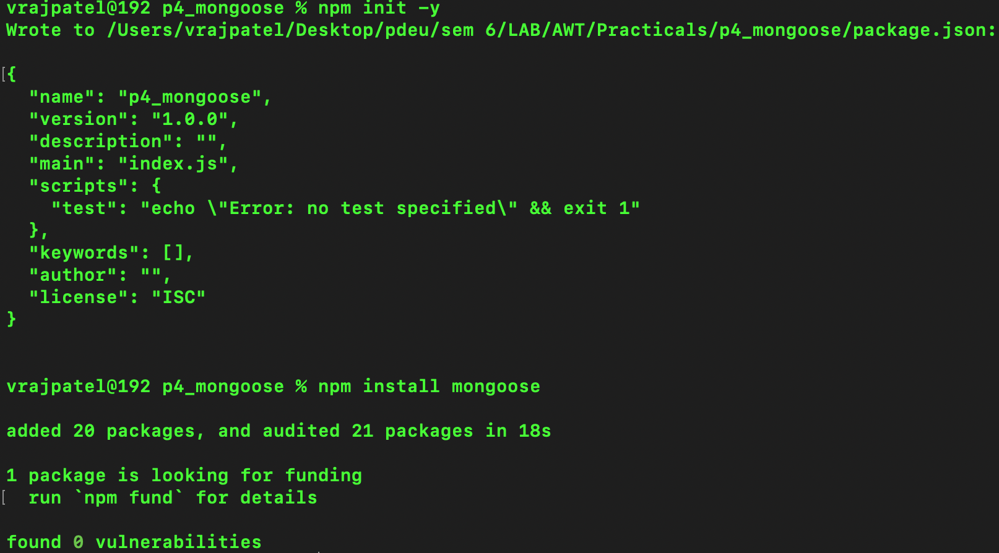 vrajpatel@192 p4_mongoose % npm init -y
Wrote to /Users/vrajpatel/Desktop/pdeu/sem 6/LAB/AWT/Practicals/p4_mongoose/package.json:
[{
"name": "p4_mongoose",
"version": "1.0.0",
"description": "",
"main": "index.js",
"scripts": {
"test": "echo \"Error: no test specified\" && exit 1"
},
"keywords": [],
"author": "",
"license": "ISC"
}
vrajpatel@192 p4_mongoose % npm install mongoose
added 20 packages, and audited 21 packages in 18s
1 package is looking for funding
[ run `npm fund` for details
found 0 vulnerabilities